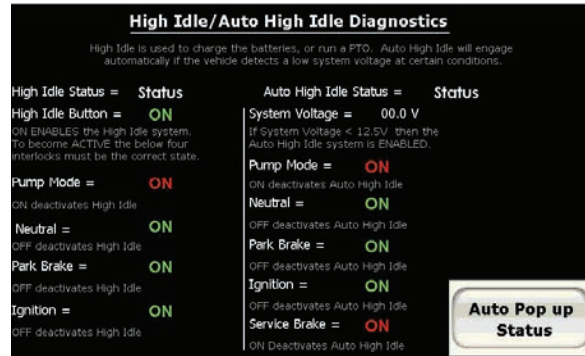 High Idle/Auto High Idle Diagnostics
High Idle is used to charge the batteries, or run a PTO. Auto High Idle will engage
automatically if the vehicle detects a low system voltage at certain conditions.
High Idle Status = Status
High Idle Button = ON
ON ENABLES the High Idle system.
To become ACTIVE the below four
interlocks must be the correct state.
Pump Mode = ON
ON deactivates High Idle
Neutral = ON
OFF deactivates High Idle
Park Brake = ON
OFF deactivates High Idle
Ignition = ON
OFF deactivates High Idle
Auto High Idle Status = Status
System Voltage = 00.0 V
If System Voltage < 12.5V then the
Auto High Idle system is ENABLED.
Pump Mode = ON
ON deactivates Auto High Idle
Neutral = ON
OFF deactivates Auto High Idle
Park Brake = ON
OFF deactivates Auto High Idle
Ignition = ON
OFF deactivates Auto High Idle
Service Brake = ON
ON Deactivates Auto High Idle
Auto Pop up
Status